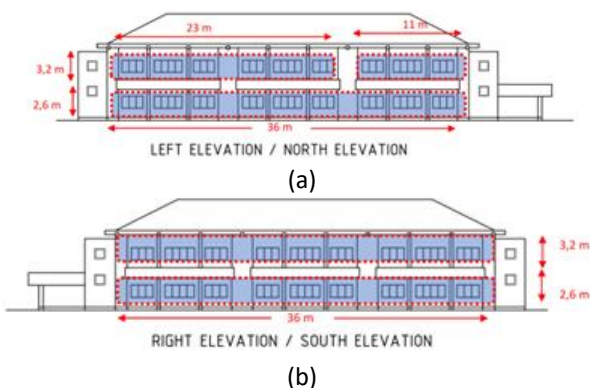 23 m
11 m
3,2 m
2,6 m
36 m
LEFT ELEVATION / NORTH ELEVATION
(a)
3,2 m
2,6 m
36 m
RIGHT ELEVATION / SOUTH ELEVATION
(b)